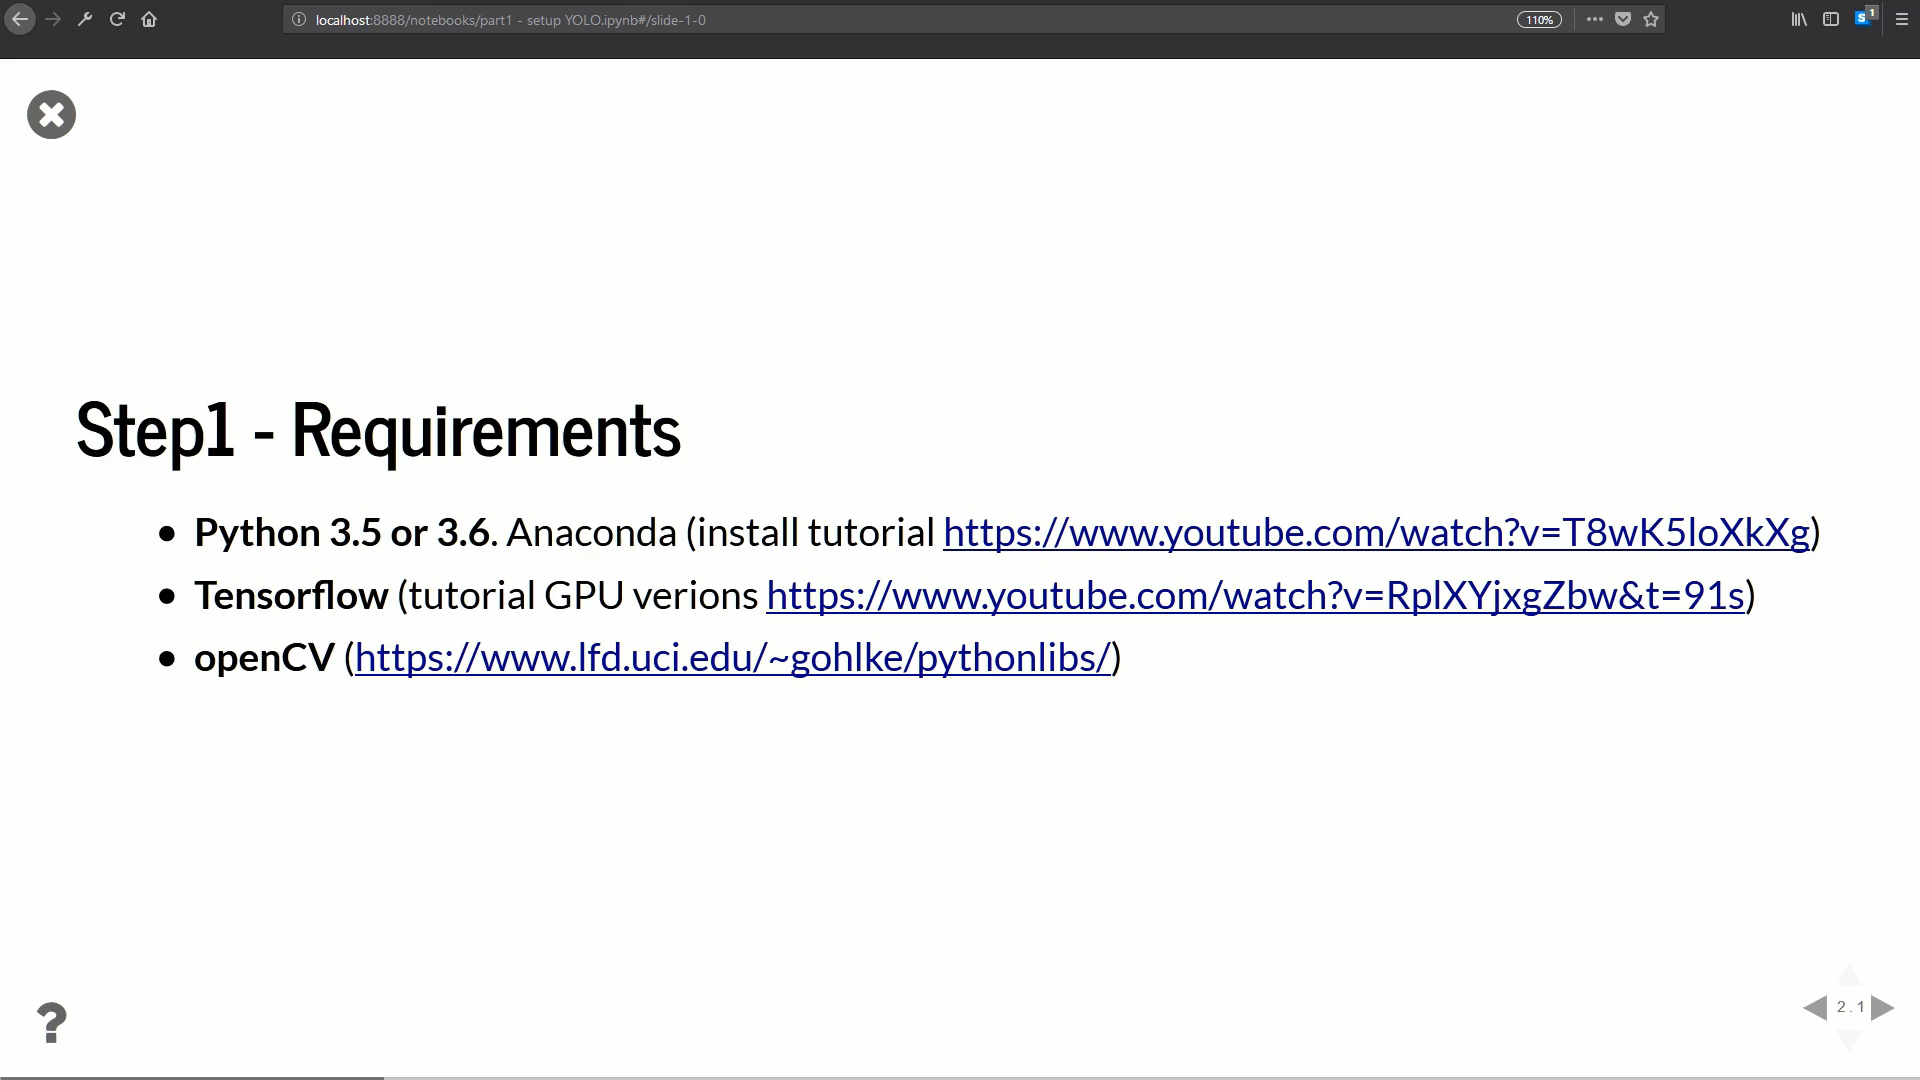 localhost:8888/notebooks/part1 - setup YOLO.ipynb#/slide-1-0
110%
S 1
Step1 - Requirements
Python 3.5 or 3.6. Anaconda (install tutorial https://www.youtube.com/watch?v=T8wK5loXkXg)
Tensorflow (tutorial GPU verions https://www.youtube.com/watch?v=RplXYjxgZbw&t=91s)
openCV (https://www.lfd.uci.edu/~gohlke/pythonlibs/)
?
2.1